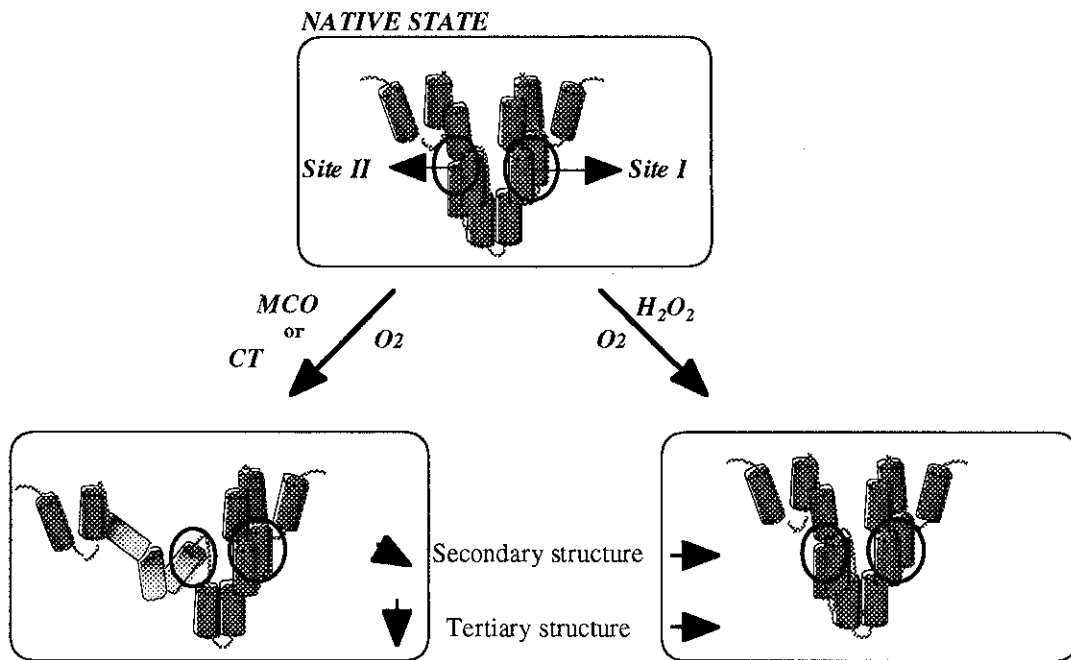 NATIVE STATE
Site II
Site I
MCO
or
CT
O2
H2O2
O2
Secondary structure
Tertiary structure